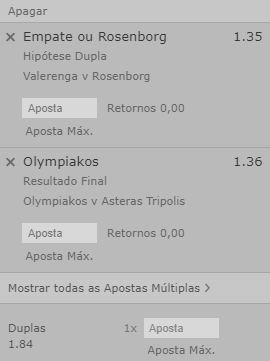 Apagar
Empate ou Rosenborg 1.35
Hipótese Dupla
Valerenga v Rosenborg
Aposta Retornos 0,00
Aposta Máx.
Olympiakos 1.36
Resultado Final
Olympiakos v Asteras Tripolis
Aposta Retornos 0,00
Aposta Máx.
Mostrar todas as Apostas Múltiplas >
Duplas 1x Aposta
1.84 Aposta Máx.